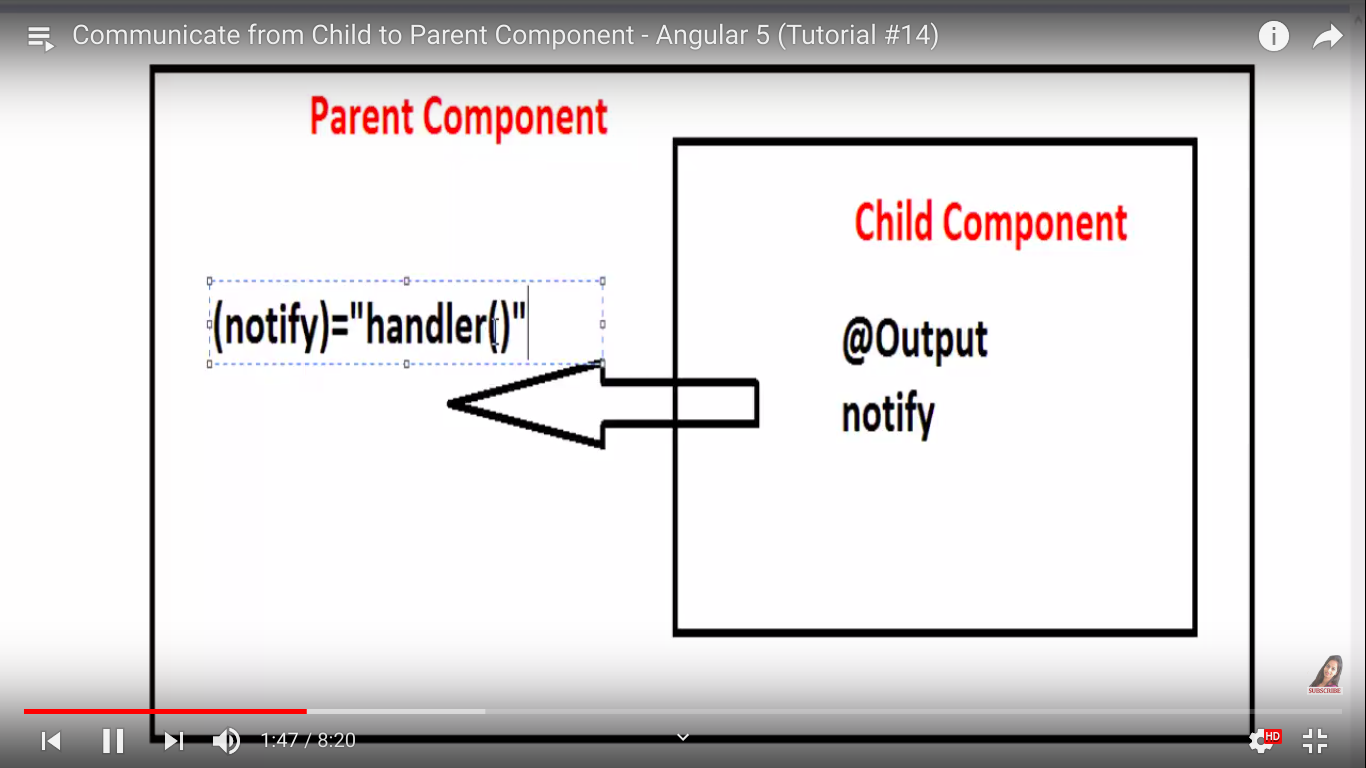 Communicate from Child to Parent Component - Angular 5 (Tutorial #14)
Parent Component
Child Component
(notify)="handler()"
@Output
notify
SUBSCRIBE
1:47 / 8:20
HD